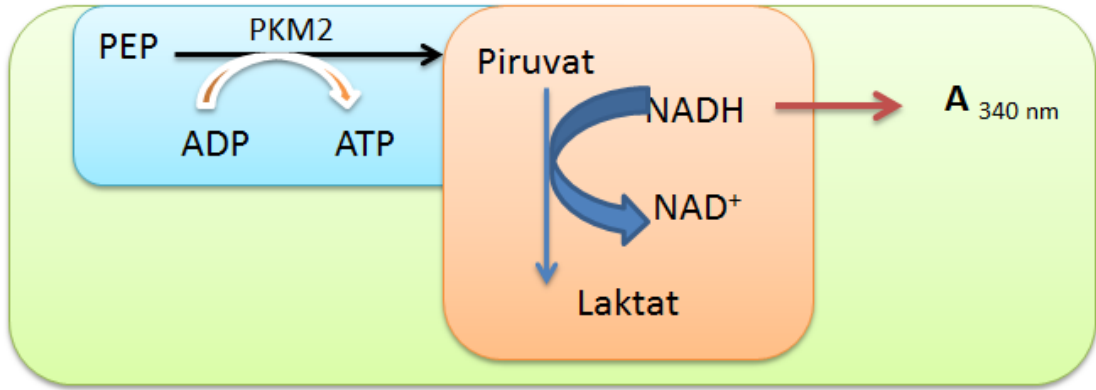 PEP
PKM2
ADP
ATP
Piruvat
NADH
NAD⁺
Laktat
A 340 nm